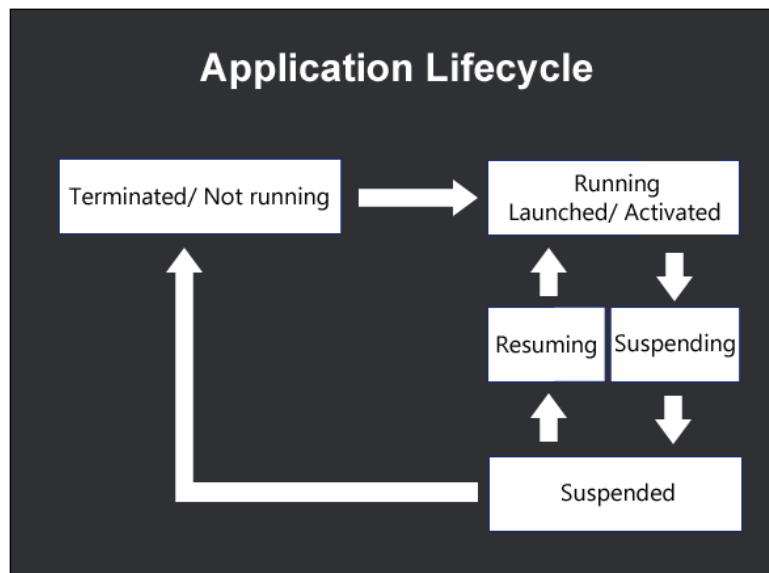 Application Lifecycle
Terminated/ Not running
Running
Launched/ Activated
Resuming
Suspending
Suspended